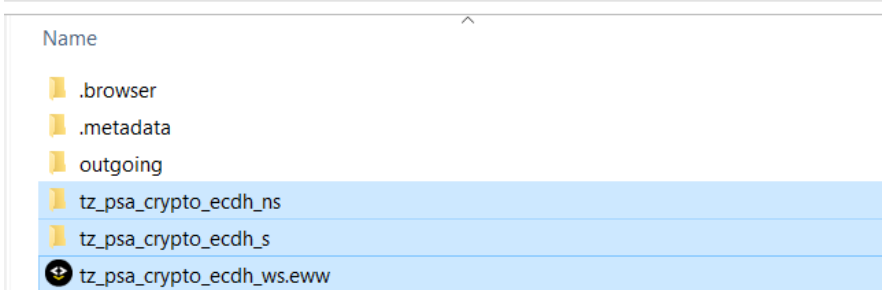 Name
.browser
.metadata
outgoing
tz_psa_crypto_ecdh_ns
tz_psa_crypto_ecdh_s
tz_psa_crypto_ecdh_ws.eww